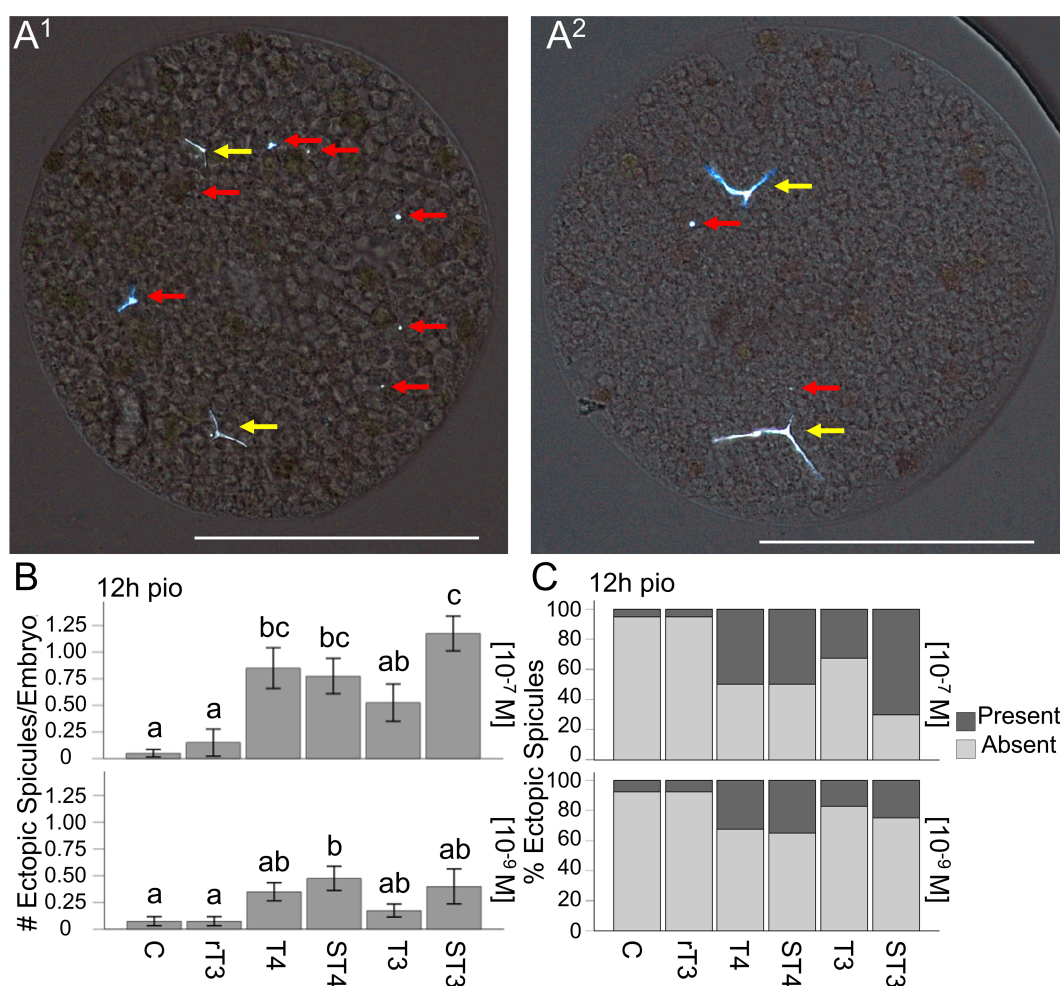 A1
A2
B
12h pio
# Ectopic Spicules/Embryo
1.25
1.00
0.75
0.50
0.25
0
a
a
bc
bc
ab
c
[10-7 M]
1.25
1.00
0.75
0.50
0.25
0
a
a
ab
b
ab
ab
[10-9 M]
C
rT3
T4
ST4
T3
ST3
C
12h pio
% Ectopic Spicules
100
80
60
40
20
0
[10-7 M]
100
80
60
40
20
0
[10-9 M]
C
rT3
T4
ST4
T3
ST3
Present
Absent